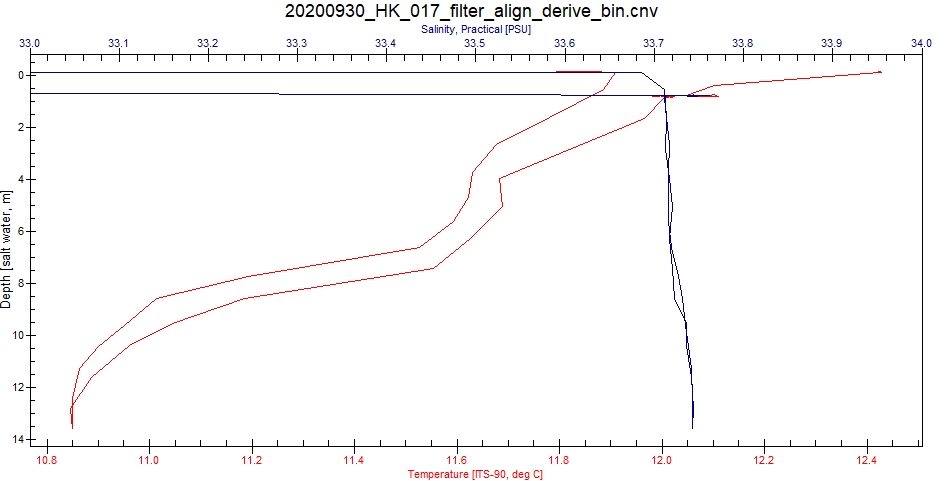 20200930_HK_017_filter_align_derive_bin.cnv
Salinity, Practical [PSU]
33.0 33.1 33.2 33.3 33.4 33.5 33.6 33.7 33.8 33.9 34.0
Depth [salt water, m]
0
2
4
6
8
10
12
14
10.8 11.0 11.2 11.4 11.6 11.8 12.0 12.2 12.4
Temperature [ITS-90, deg C]